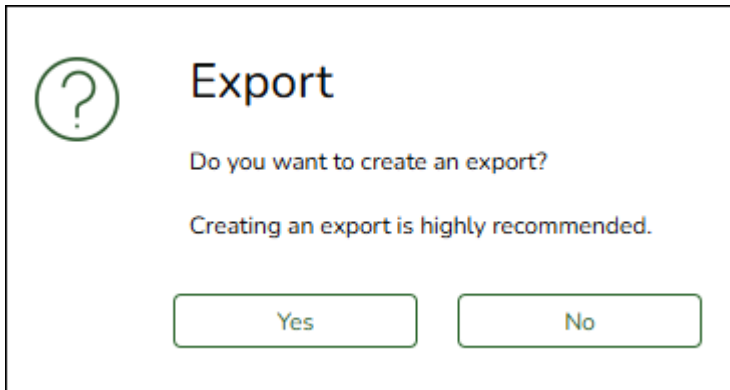 Export
Do you want to create an export?
Creating an export is highly recommended.
Yes No